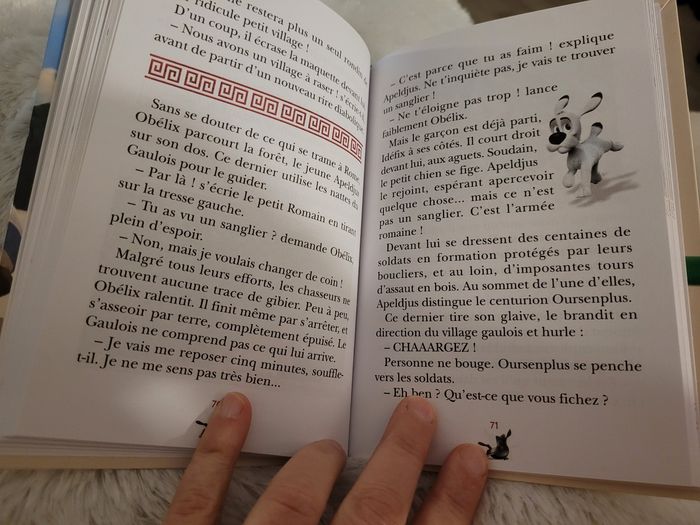 ne restera plus un seul rondin de
ridicule petit village !
D'un coup, il écrase la maquette devant lui.
– Nous avons un village à raser ! s'écrie-t-il
avant de partir d'un nouveau rire diabolique.
Sans se douter de ce qui se trame à Rome,
Obélix parcourt la forêt, le jeune Apeldjus
sur son dos. Ce dernier utilise les nattes du
Gaulois pour le guider.
– Par là ! s'écrie le petit Romain en tirant
sur la tresse gauche.
– Tu as vu un sanglier ? demande Obélix,
plein d'espoir.
– Non, mais je voulais changer de coin !
Malgré tous leurs efforts, les chasseurs ne
trouvent aucune trace de gibier. Peu à peu,
Obélix ralentit. Il finit même par s'arrêter, et
s'asseoir par terre, complètement épuisé. Le
Gaulois ne comprend pas ce qui lui arrive.
– Je vais me reposer cinq minutes, souffle-
t-il. Je ne me sens pas très bien...
70
– C'est parce que tu as faim ! explique
Apeldjus. Ne t'inquiète pas, je vais te trouver
un sanglier !
– Ne t'éloigne pas trop ! lance
faiblement Obélix.
Mais le garçon est déjà parti,
Idéfix à ses côtés. Il court droit
devant lui, aux aguets. Soudain,
le petit chien se fige. Apeldjus
le rejoint, espérant apercevoir
quelque chose... mais ce n'est
pas un sanglier. C'est l'armée
romaine !
Devant lui se dressent des centaines de
soldats en formation protégés par leurs
boucliers, et au loin, d'imposantes tours
d'assaut en bois. Au sommet de l'une d'elles,
Apeldjus distingue le centurion Oursenplus.
Ce dernier tire son glaive, le brandit en
direction du village gaulois et hurle :
– CHAAARGEZ !
Personne ne bouge. Oursenplus se penche
vers les soldats.
– Eh ben ? Qu'est-ce que vous fichez ?
71